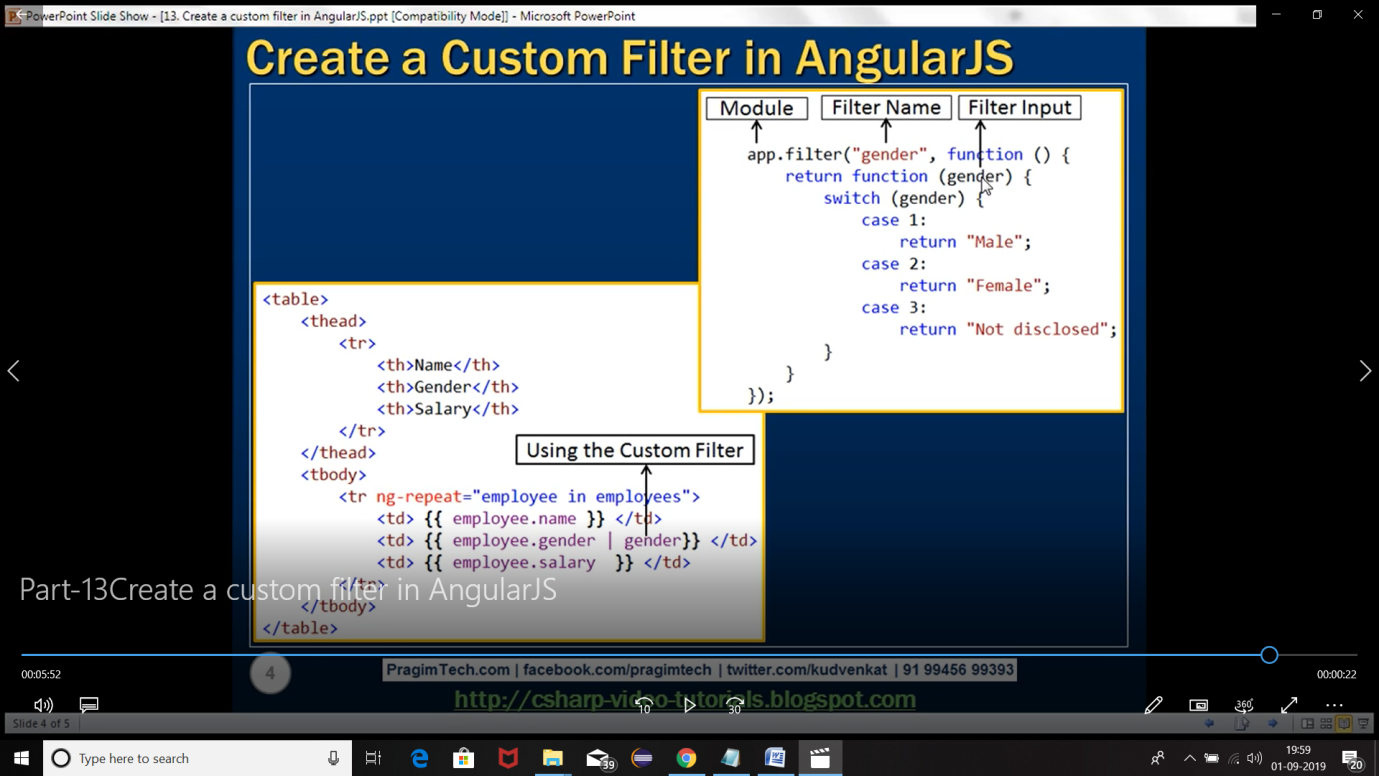 PowerPoint Slide Show - [13. Create a custom filter in AngularJS.ppt [Compatibility Mode]] - Microsoft PowerPoint
Create a Custom Filter in AngularJS
Module
Filter Name
Filter Input
app.filter("gender", function () {
return function (gender) {
switch (gender) {
case 1:
return "Male";
case 2:
return "Female";
case 3:
return "Not disclosed";
}
}
});
<table>
<thead>
<tr>
<th>Name</th>
<th>Gender</th>
<th>Salary</th>
</tr>
</thead>
<tbody>
Using the Custom Filter
<tr ng-repeat="employee in employees">
<td> {{ employee.name }} </td>
<td> {{ employee.gender | gender}} </td>
<td> {{ employee.salary }} </td>
</tr>
</tbody>
</table>
Part-13Create a custom filter in AngularJS
00:05:52
00:00:22
4
PragimTech.com | facebook.com/pragimtech | twitter.com/kudvenkat | 91 99456 99393
http://csharp-video-tutorials.blogspot.com
10
30
360°
Slide 4 of 5
Type here to search
39
19:59
01-09-2019
20